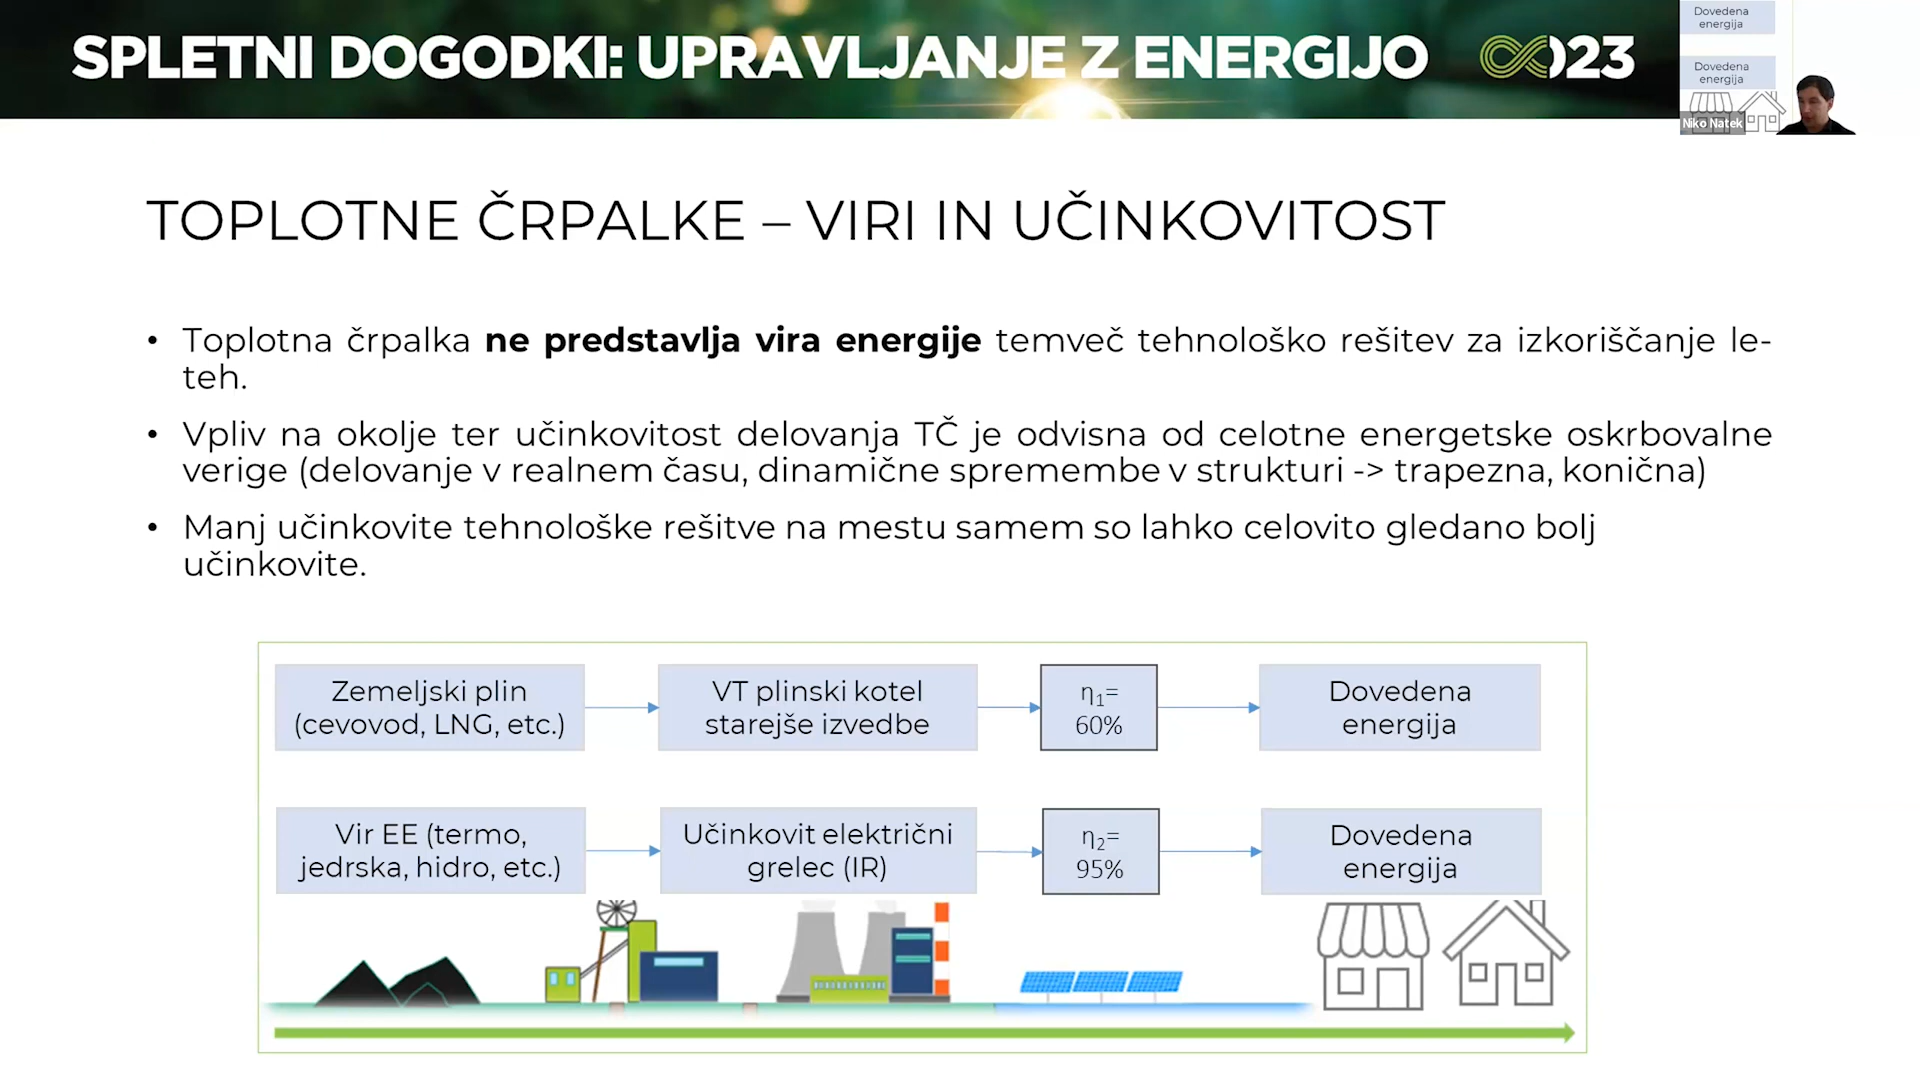 SPLETNI DOGODKI: UPRAVLJANJE Z ENERGIJO
23
Dovedena
energija
Dovedena
energija
Niko Natek
TOPLOTNE ČRPALKE – VIRI IN UČINKOVITOST
• Toplotna črpalka ne predstavlja vira energije temveč tehnološko rešitev za izkoriščanje le-
teh.
• Vpliv na okolje ter učinkovitost delovanja TČ je odvisna od celotne energetske oskrbovalne
verige (delovanje v realnem času, dinamične spremembe v strukturi -> trapezna, konična)
• Manj učinkovite tehnološke rešitve na mestu samem so lahko celovito gledano bolj
učinkovite.
Zemeljski plin
(cevovod, LNG, etc.)
VT plinski kotel
starejše izvedbe
η₁=
60%
Dovedena
energija
Vir EE (termo,
jedrska, hidro, etc.)
Učinkovit električni
grelec (IR)
η₂=
95%
Dovedena
energija